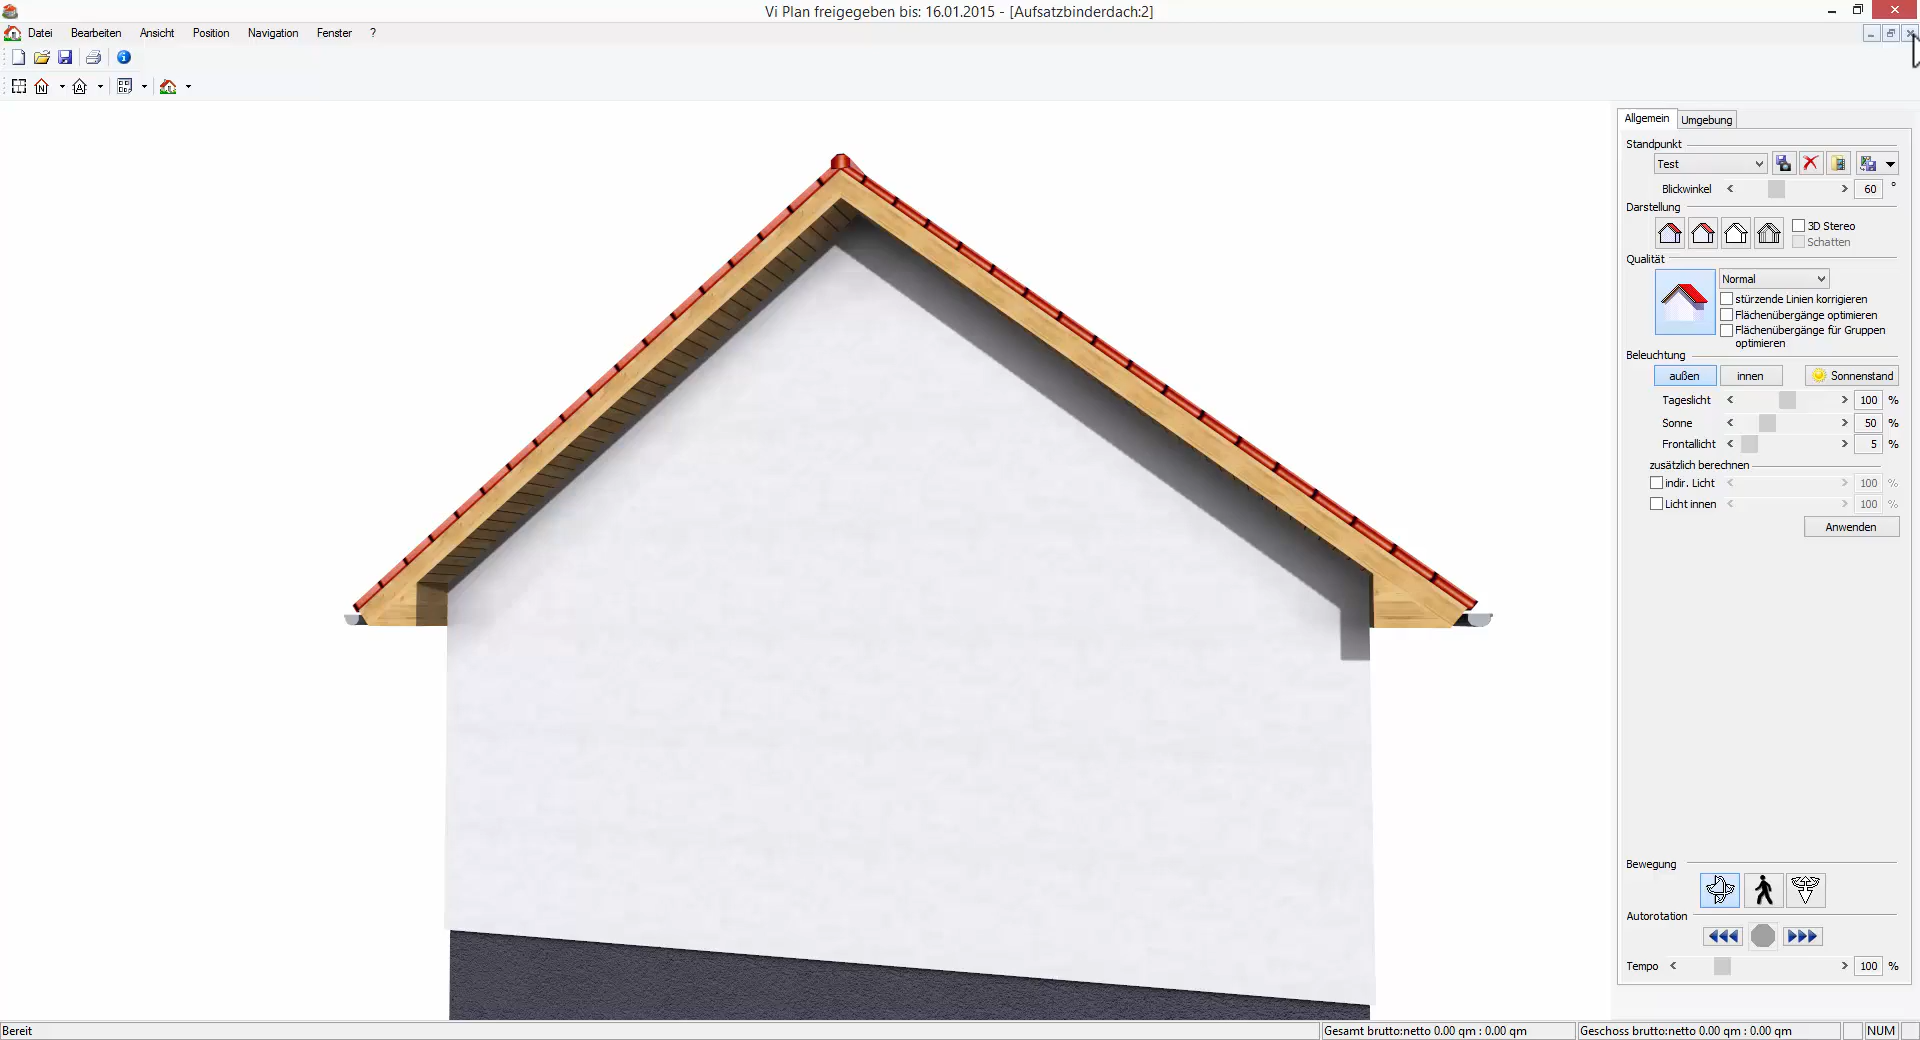 Vi Plan freigegeben bis: 16.01.2015 - [Aufsatzbinderdach:2]
Datei Bearbeiten Ansicht Position Navigation Fenster ?
Allgemein Umgebung
Standpunkt
Test
Blickwinkel < > 60 °
Darstellung
3D Stereo
Schatten
Qualität
Normal
stürzende Linien korrigieren
Flächenübergänge optimieren
Flächenübergänge für Gruppen
optimieren
Beleuchtung
außen innen Sonnenstand
Tageslicht < > 100 %
Sonne < > 50 %
Frontallicht < > 5 %
zusätzlich berechnen
indir. Licht < > 100 %
Licht innen < > 100 %
Anwenden
Bewegung
Autorotation
Tempo < > 100 %
Bereit Gesamt brutto:netto 0.00 qm : 0.00 qm Geschoss brutto:netto 0.00 qm : 0.00 qm NUM